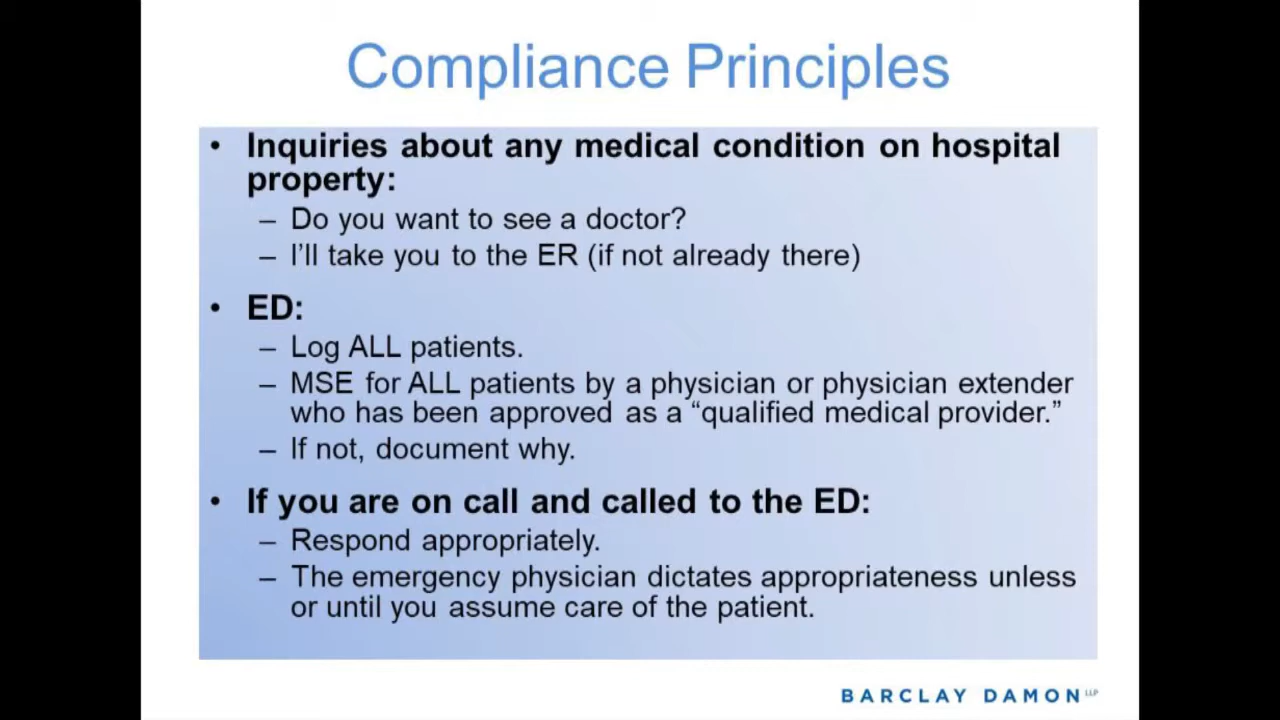 Compliance Principles
• Inquiries about any medical condition on hospital
property:
– Do you want to see a doctor?
– I'll take you to the ER (if not already there)
• ED:
– Log ALL patients.
– MSE for ALL patients by a physician or physician extender
who has been approved as a “qualified medical provider.”
– If not, document why.
• If you are on call and called to the ED:
– Respond appropriately.
– The emergency physician dictates appropriateness unless
or until you assume care of the patient.
BARCLAY DAMON LLP